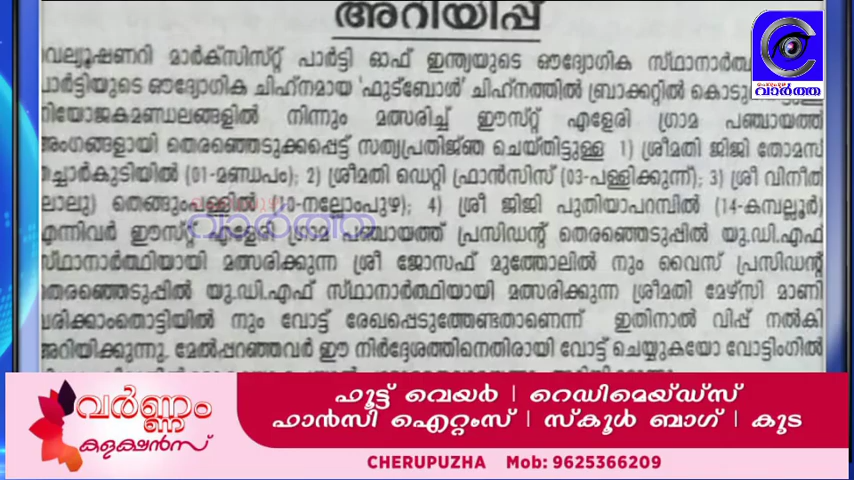 അറിയിപ്പ്
വല്യൂഷണറി മാർക്സിസ്റ്റ് പാർട്ടി ഓഫ് ഇന്ത്യയുടെ ഔദ്യോഗിക
പാർട്ടിയുടെ ഔദ്യോഗിക ചിഹ്നമായ 'ഫുട്ബോൾ' ചിഹ്നത്തിൽ ബ്രാക്കറ്റിൽ
നിയോജകമണ്ഡലങ്ങളിൽ നിന്നും മത്സരിച്ച് ഈസ്റ്റ് എളേരി ഗ്രാമ പഞ്ചായത്ത്
അംഗങ്ങളായി തെരഞ്ഞെടുക്കപ്പെട്ട് സത്യപ്രതിജ്ഞ ചെയ്തിട്ടുള്ള 1) ശ്രീമതി ജിജി തോമസ്
തച്ചാർകുടിയിൽ (01-മണ്ഡപം); 2) ശ്രീമതി ഡെറ്റി ഫ്രാൻസിസ് (03-പള്ളിക്കുന്ന്); 3) ശ്രീ വിനീത്
ലാലു) തെങ്ങുംപള്ളിൽ (10-നല്ലോംപുഴ); 4) ശ്രീ ജിജി പുതിയാപറമ്പിൽ (14-കമ്പല്ലൂർ)
എന്നിവർ ഈസ്റ്റ് എളേരി ഗ്രാമ പഞ്ചായത്ത് പ്രസിഡന്റ് തെരഞ്ഞെടുപ്പിൽ യു.ഡി.എഫ്
സ്ഥാനാർത്ഥിയായി മത്സരിക്കുന്ന ശ്രീ ജോസഫ് മുത്തോലിൽ നും വൈസ് പ്രസിഡന്റ്
തെരഞ്ഞെടുപ്പിൽ യു.ഡി.എഫ് സ്ഥാനാർത്ഥിയായി മത്സരിക്കുന്ന ശ്രീമതി മേഴ്സി മാണി
വരിക്കാംതൊട്ടിയിൽ നും വോട്ട് രേഖപ്പെടുത്തേണ്ടതാണെന്ന് ഇതിനാൽ വിപ്പ് നൽകി
അറിയിക്കുന്നു. മേൽപ്പറഞ്ഞവർ ഈ നിർദ്ദേശത്തിനെതിരായി വോട്ട് ചെയ്യുകയോ വോട്ടിംഗിൽ
വാർത്ത
വാർത്ത
വർണ്ണം
കളക്ഷൻസ്
ഫൂട്ട് വെയർ | റെഡിമെയ്ഡ്സ്
ഫാൻസി ഐറ്റംസ് | സ്കൂൾ ബാഗ് | കുട
CHERUPUZHA Mob: 9625366209